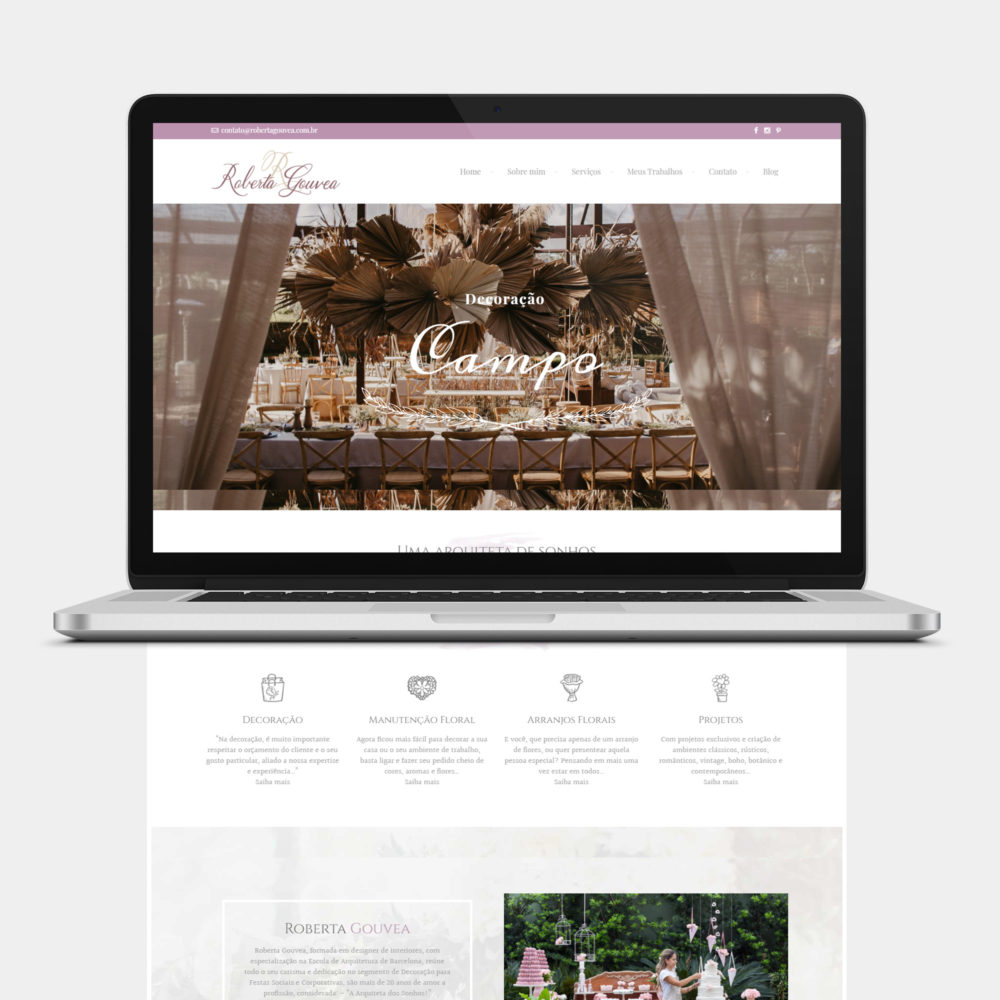 contato@robertagouvea.com.br
Roberta Gouvea
Home
Sobre mim
Serviços
Meus Trabalhos
Contato
Blog
Decoração
Campo
Uma arquiteta de sonhos
Decoração
"Na decoração, é muito importante
respeitar o orçamento do cliente e o seu
gosto particular, aliado a nossa expertise
e experiência..."
Saiba mais
Manutenção Floral
Agora ficou mais fácil para decorar a sua
casa ou o seu ambiente de trabalho,
basta ligar e fazer seu pedido cheio de
cores, aromas e flores...
Saiba mais
Arranjos Florais
E você, que precisa apenas de um arranjo
de flores, ou quer presentear aquela
pessoa especial? Pensando em mais uma
vez estar em todos...
Saiba mais
Projetos
Com projetos exclusivos e criação de
ambientes clássicos, rústicos,
românticos, vintage, boho, botânico e
contemporâneos...
Saiba mais
Roberta Gouvea
Roberta Gouvea, formada em designer de interiores, com
especialização na Escola de Arquitetura de Barcelona, reúne
todo o seu carisma e dedicação no segmento de Decoração para
Festas Sociais e Corporativas, são mais de 20 anos de amor a
profissão, considerada: – "A Arquiteta dos Sonhos!"